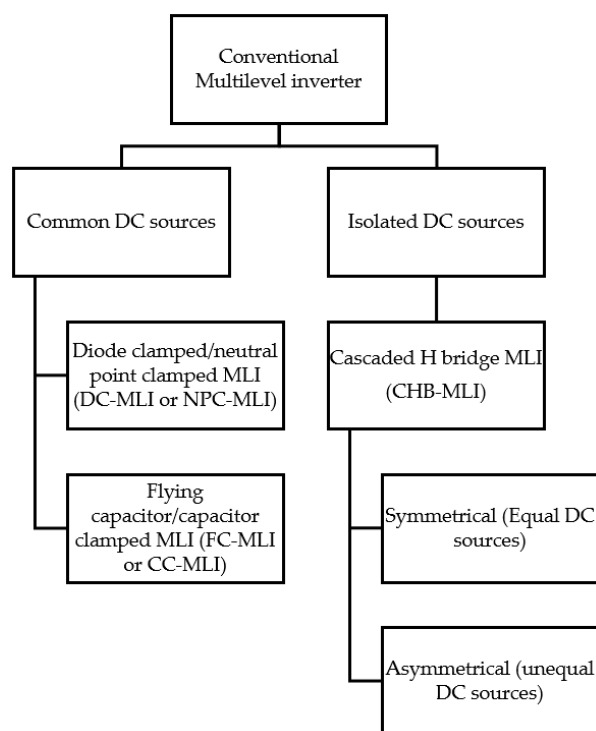 Conventional
Multilevel inverter
Common DC sources
Isolated DC sources
Diode clamped/neutral
point clamped MLI
(DC-MLI or NPC-MLI)
Cascaded H bridge MLI
(CHB-MLI)
Flying
capacitor/capacitor
clamped MLI (FC-MLI
or CC-MLI)
Symmetrical (Equal DC
sources)
Asymmetrical (unequal
DC sources)